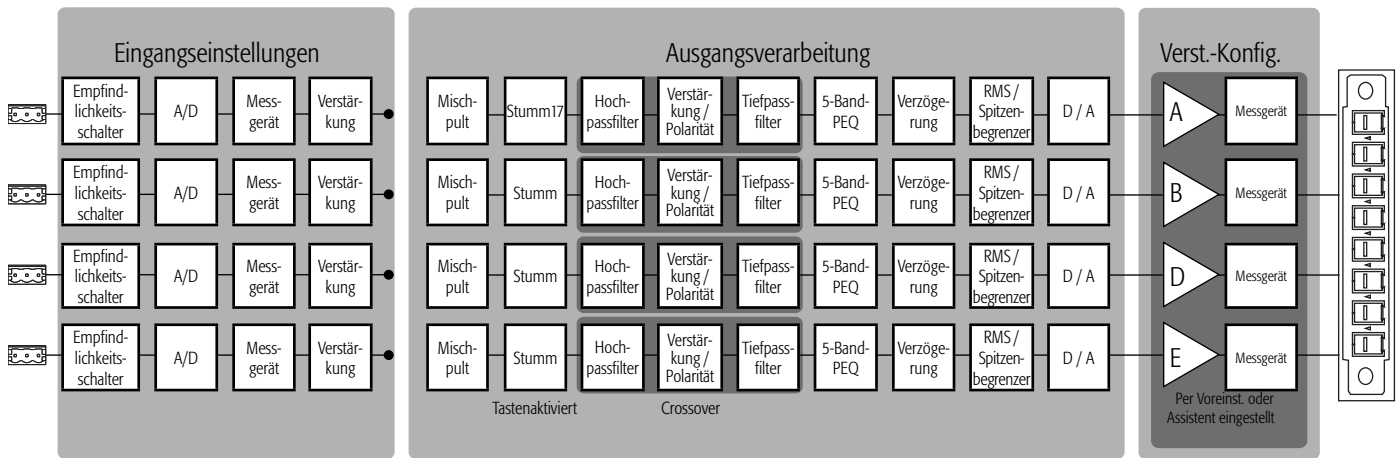 Eingangseinstellungen
Ausgangsverarbeitung
Verst.-Konfig.
Empfind-
lichkeits-
schalter
A/D
Mess-
gerät
Verstär-
kung
Misch-
pult
Stumm17
Hoch-
passfilter
Verstär-
kung /
Polarität
Tiefpass-
filter
5-Band-
PEQ
Verzöge-
rung
RMS /
Spitzen-
begrenzer
D / A
A
Messgerät
Empfind-
lichkeits-
schalter
A/D
Mess-
gerät
Verstär-
kung
Misch-
pult
Stumm
Hoch-
passfilter
Verstär-
kung /
Polarität
Tiefpass-
filter
5-Band-
PEQ
Verzöge-
rung
RMS /
Spitzen-
begrenzer
D / A
B
Messgerät
Empfind-
lichkeits-
schalter
A/D
Mess-
gerät
Verstär-
kung
Misch-
pult
Stumm
Hoch-
passfilter
Verstär-
kung /
Polarität
Tiefpass-
filter
5-Band-
PEQ
Verzöge-
rung
RMS /
Spitzen-
begrenzer
D / A
D
Messgerät
Empfind-
lichkeits-
schalter
A/D
Mess-
gerät
Verstär-
kung
Misch-
pult
Stumm
Hoch-
passfilter
Verstär-
kung /
Polarität
Tiefpass-
filter
5-Band-
PEQ
Verzöge-
rung
RMS /
Spitzen-
begrenzer
D / A
E
Messgerät
Tastenaktiviert
Crossover
Per Voreinst. oder
Assistent eingestellt